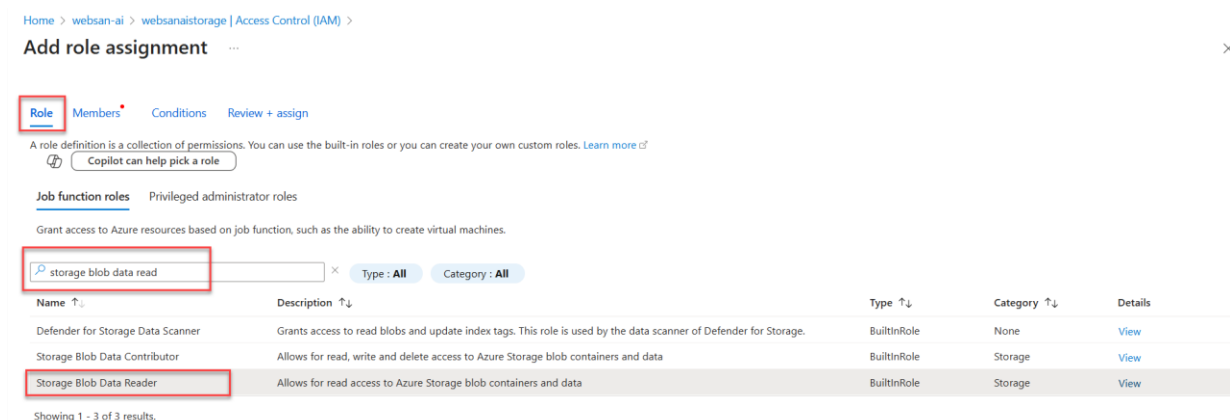 Home > websan-ai > websanaistorage | Access Control (IAM) >
Add role assignment ...
Role Members Conditions Review + assign
A role definition is a collection of permissions. You can use the built-in roles or you can create your own custom roles. Learn more
Copilot can help pick a role
Job function roles Privileged administrator roles
Grant access to Azure resources based on job function, such as the ability to create virtual machines.
storage blob data read × Type : All Category : All
Name ↑↓ Description ↑↓ Type ↑↓ Category ↑↓ Details
Defender for Storage Data Scanner Grants access to read blobs and update index tags. This role is used by the data scanner of Defender for Storage. BuiltInRole None View
Storage Blob Data Contributor Allows for read, write and delete access to Azure Storage blob containers and data BuiltInRole Storage View
Storage Blob Data Reader Allows for read access to Azure Storage blob containers and data BuiltInRole Storage View
Showing 1 - 3 of 3 results.